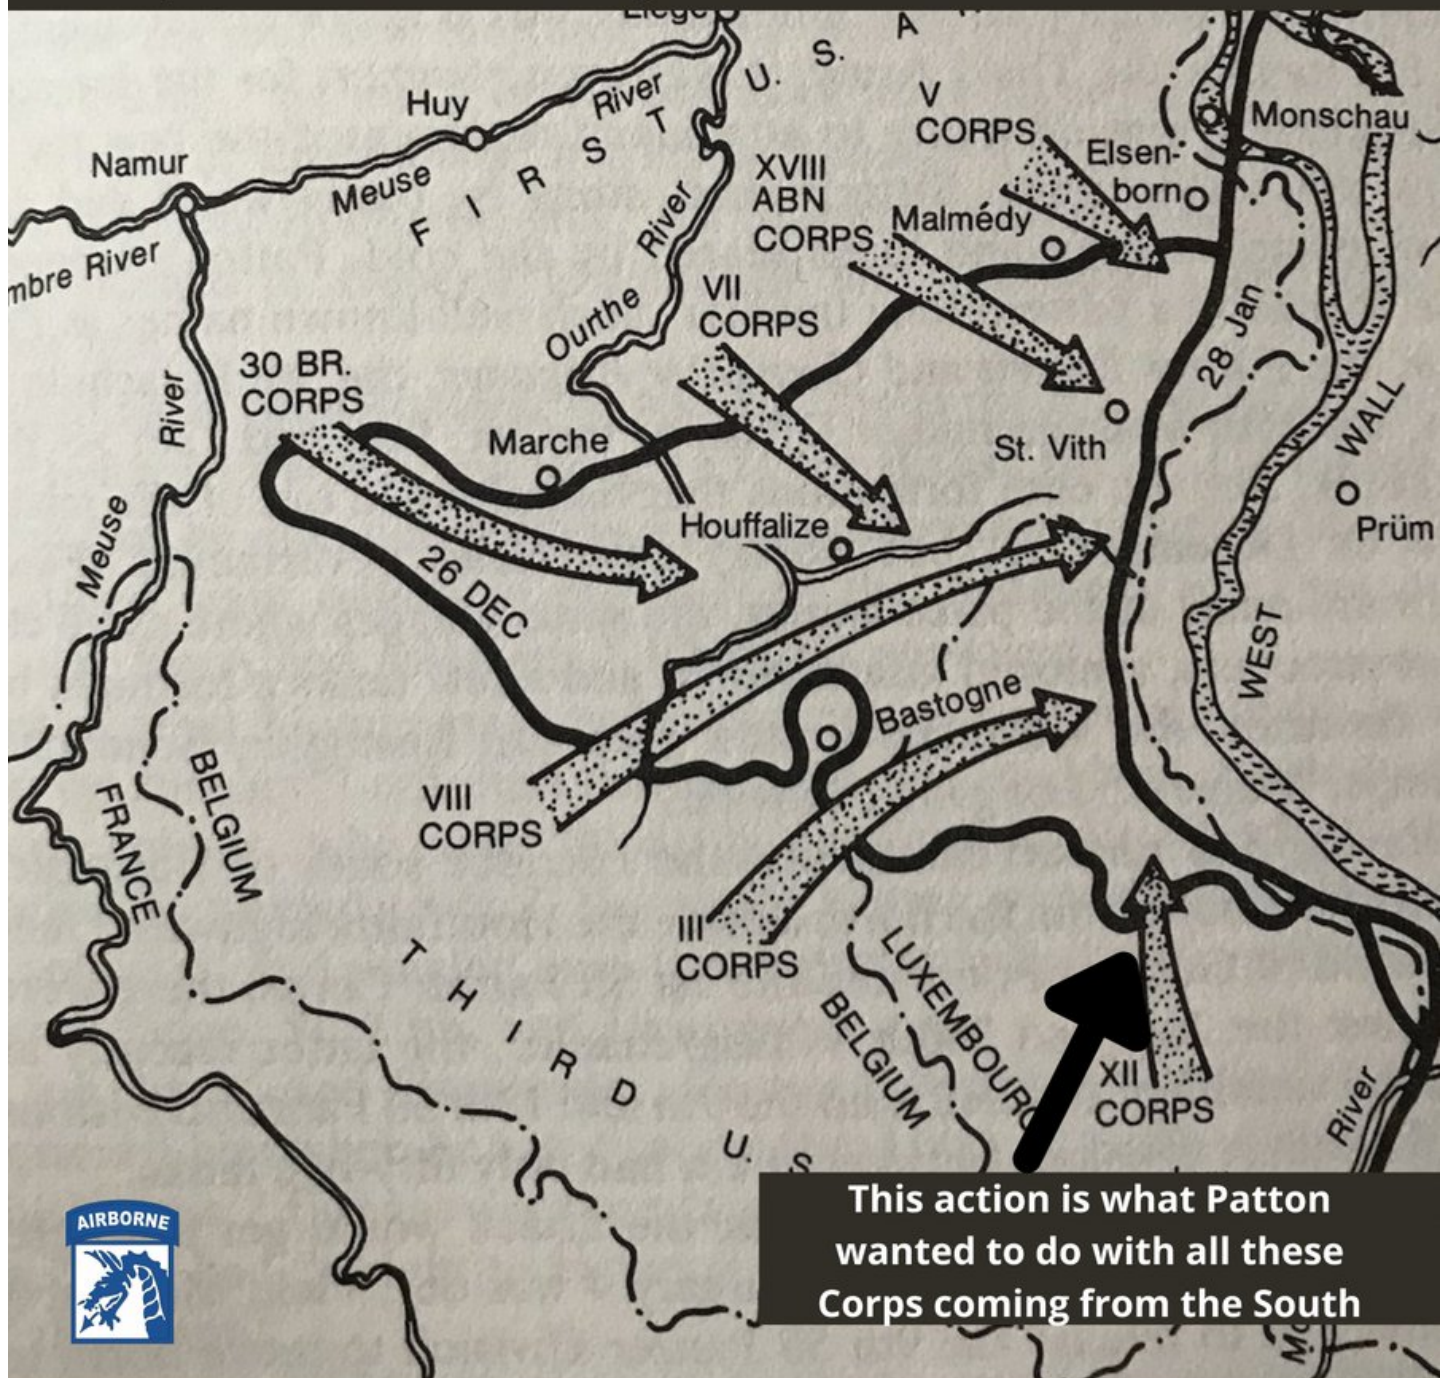 Liège
U. S. A
Huy
River
V
CORPS
Monschau
FIRST
Namur
Meuse
XVIII
ABN
CORPS
Elsen-
born
Malmédy
River
River
VII
CORPS
Ourthe
28 Jan
30 BR.
CORPS
River
Marche
St. Vith
WALL
Meuse
Houffalize
Prüm
26 DEC
WEST
Bastogne
BELGIUM
FRANCE
VIII
CORPS
III
CORPS
THIRD
LUXEMBOURG
BELGIUM
XII
CORPS
River
U. S
AIRBORNE
This action is what Patton
wanted to do with all these
Corps coming from the South